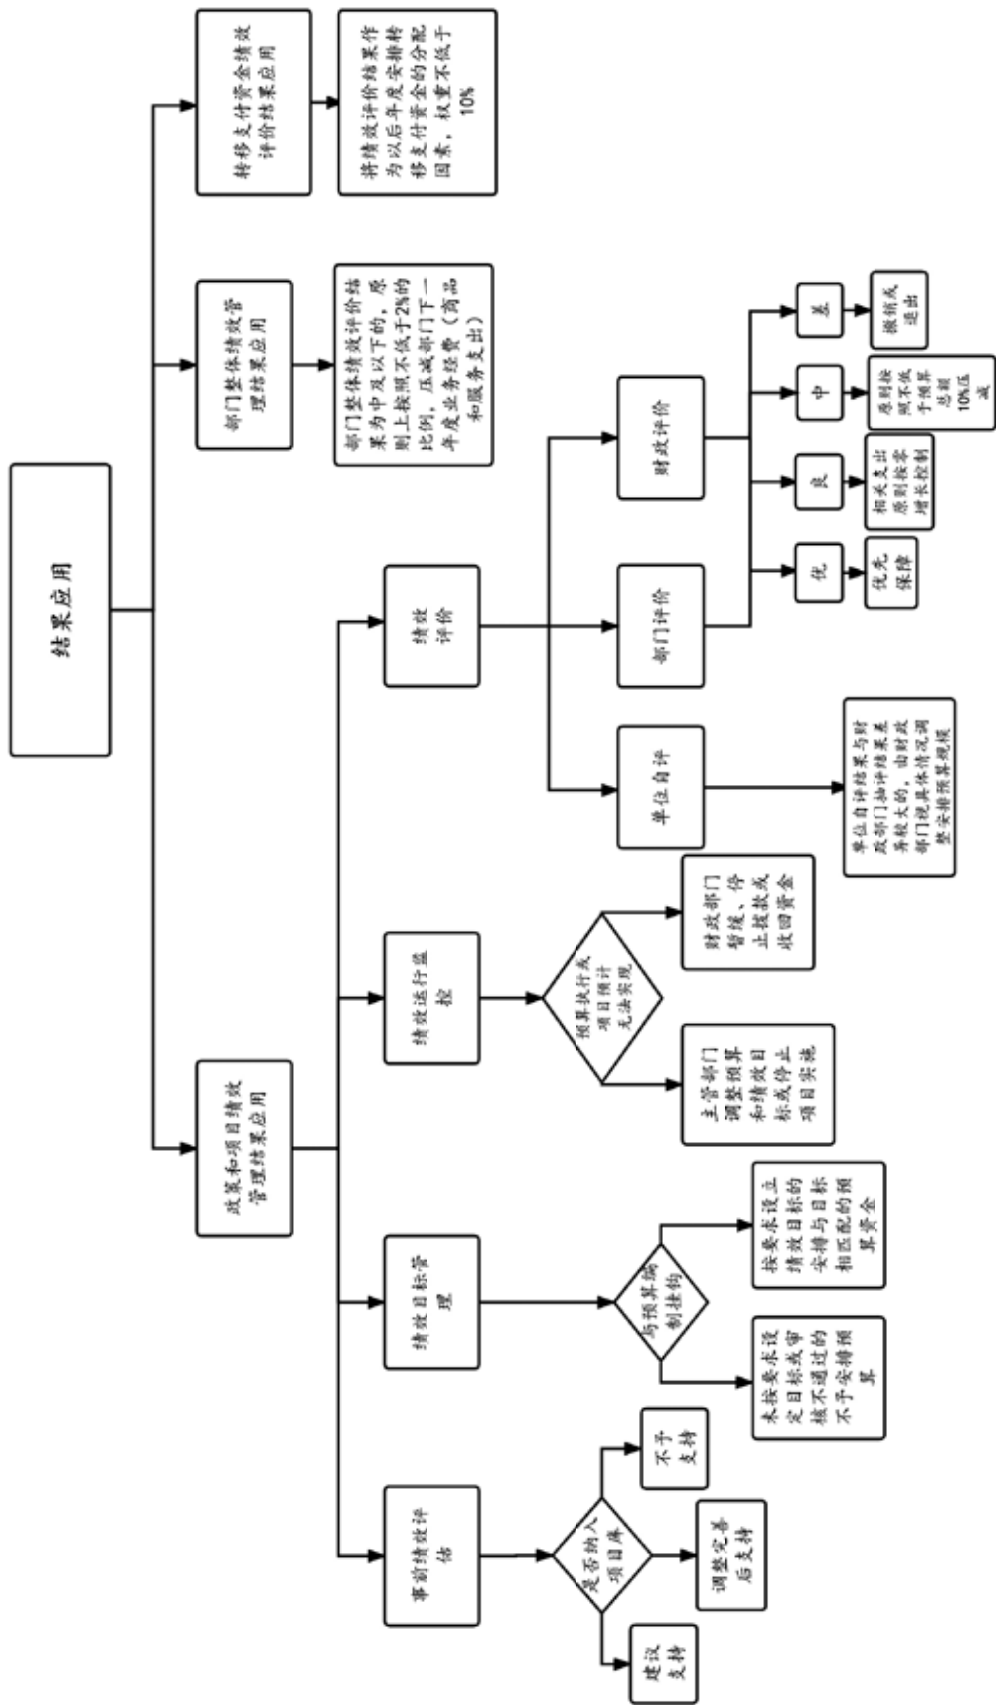 结果应用
政策和项目绩效
管理结果应用
部门整体绩效管
理结果应用
转移支付资金绩效
评价结果应用
部门整体绩效评价结
果为中及以下的，原
则上按照不低于2%的
比例，压减部门下一
年度业务经费（商品
和服务支出）
将绩效评价结果作
为以后年度安排转
移支付资金的分配
因素，权重不低于
10%
事前绩效评
估
绩效目标管
理
绩效运行监
控
绩效
评价
是否纳入
项目库
与预算编
制挂钩
预算执行或
项目预计
无法实现
单位自评
部门评价
财政评价
建议
支持
调整完善
后支持
不予
支持
未按要求设
定目标或审
核不通过的
不予安排预
算
按要求设立
绩效目标的
安排与目标
相匹配的预
算资金
主管部门
调整预算
和绩效目
标或停止
项目实施
财政部门
暂缓、停
止拨款或
收回资金
优
良
中
差
单位自评结果与财
政部门抽评结果差
异较大的，由财政
部门视具体情况调
整安排预算规模
优先
保障
相关支出
原则按零
增长控制
原则按
照不低
于预算
总额
10%压
减
撤销或
退出